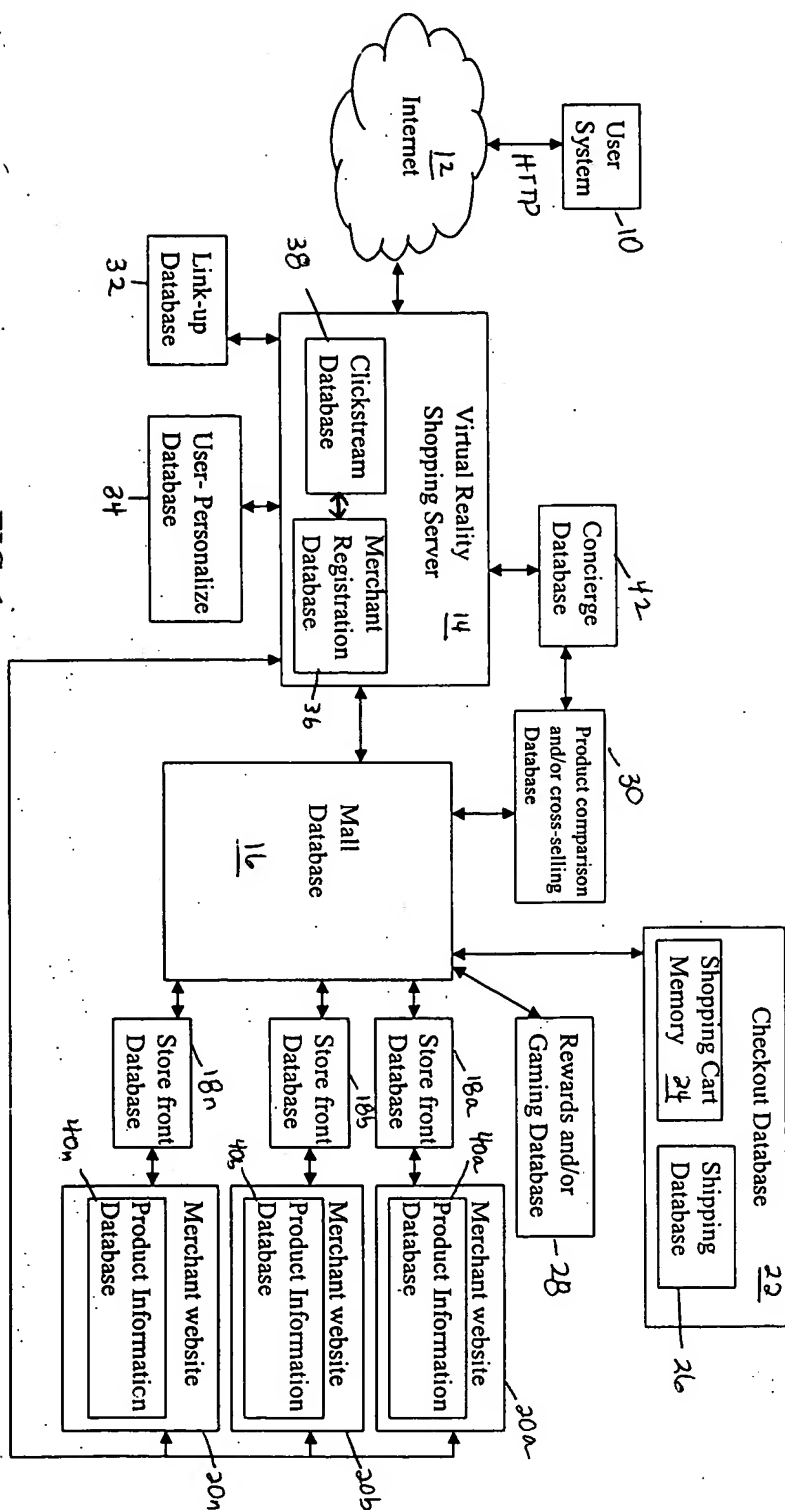 User
System
10
HTTP
12
Internet
Virtual Reality
Shopping Server
14
38
Clickstream
Database
Merchant
Registration
Database
36
Link-up
Database
32
User- Personalize
Database
34
Concierge
Database
42
Product comparison
and/or cross-selling
Database
30
Mall
Database
16
Checkout Database
22
Shopping Cart
Memory 24
Shipping
Database
26
Rewards and/or
Gaming Database
28
Store front
Database
18a
Store front
Database
18b
Store front
Database
18n
Merchant website
Product Information
Database
40a
20a
Merchant website
Product Information
Database
40b
20b
Merchant website
Product Information
Database
40n
20n